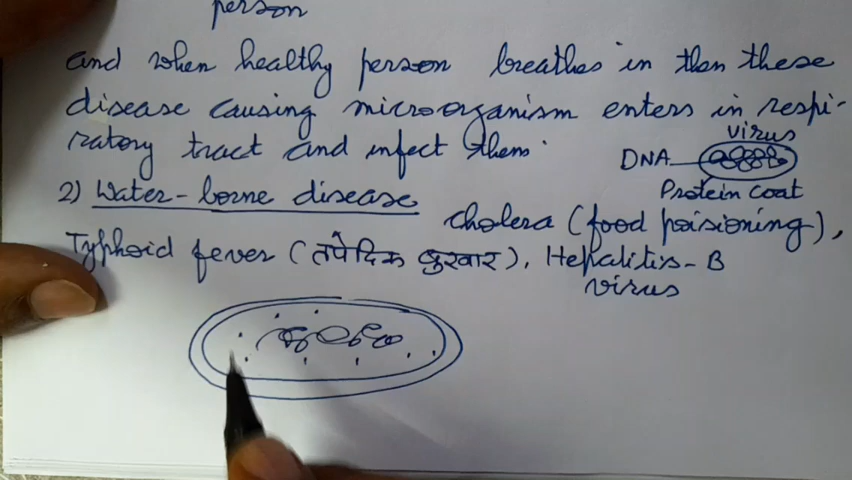 person
and when healthy person breathes in then these
disease causing microorganism enters in respi-
ratory tract and infect them.
virus
DNA
Protein coat
2) Water-borne disease
cholera (food poisioning),
Typhoid fever (तपेदिक बुखार), Hepatitis-B
virus